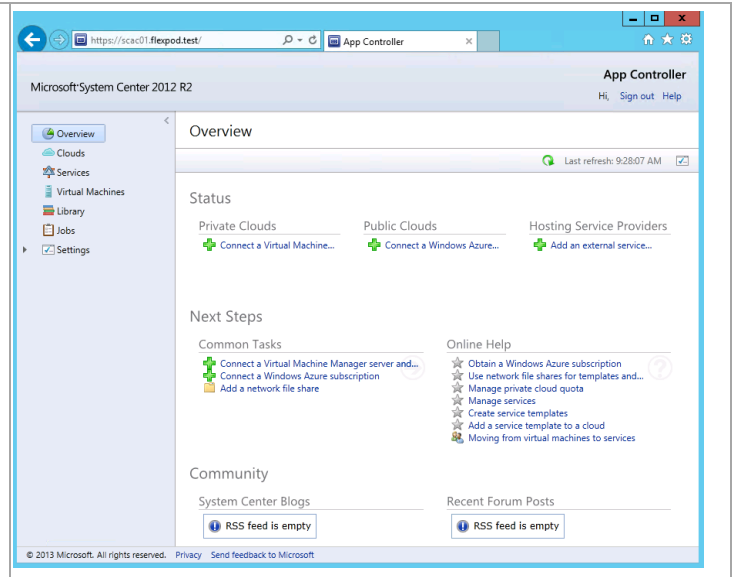 https://scac01.flexpod.test/
App Controller
App Controller
Microsoft System Center 2012 R2
Hi, Sign out Help
Overview
Clouds
Services
Virtual Machines
Library
Jobs
Settings
Overview
Last refresh: 9:28:07 AM
Status
Private Clouds Public Clouds Hosting Service Providers
Connect a Virtual Machine... Connect a Windows Azure... Add an external service...
Next Steps
Common Tasks
Connect a Virtual Machine Manager server and...
Connect a Windows Azure subscription
Add a network file share
Online Help
Obtain a Windows Azure subscription
Use network file shares for templates and...
Manage private cloud quota
Manage services
Create service templates
Add a service template to a cloud
Moving from virtual machines to services
Community
System Center Blogs Recent Forum Posts
RSS feed is empty RSS feed is empty
© 2013 Microsoft. All rights reserved. Privacy Send feedback to Microsoft